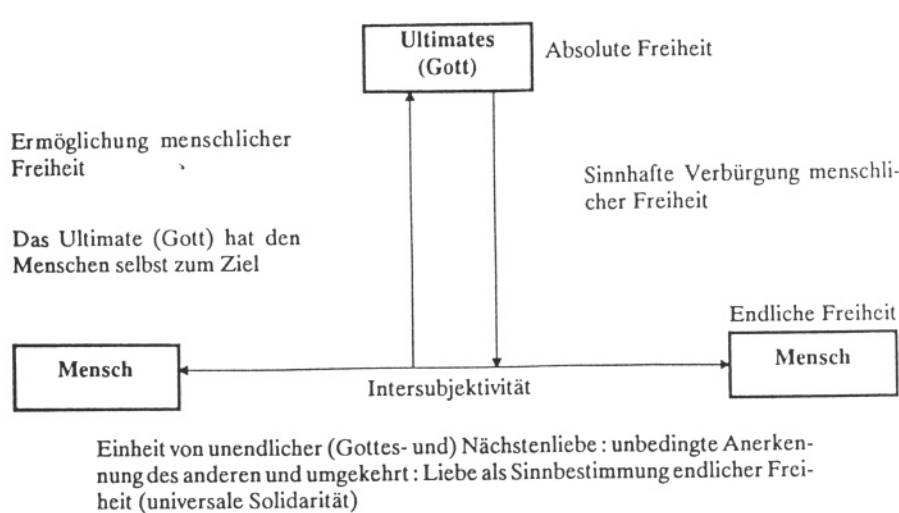 Ultimates
(Gott)
Absolute Freiheit
Ermöglichung menschlicher
Freiheit
Sinnhafte Verbürgung menschli-
cher Freiheit
Das Ultimate (Gott) hat den
Menschen selbst zum Ziel
Endliche Freiheit
Mensch
Mensch
Intersubjektivität
Einheit von unendlicher (Gottes- und) Nächstenliebe : unbedingte Anerken-
nung des anderen und umgekehrt : Liebe als Sinnbestimmung endlicher Frei-
heit (universale Solidarität)